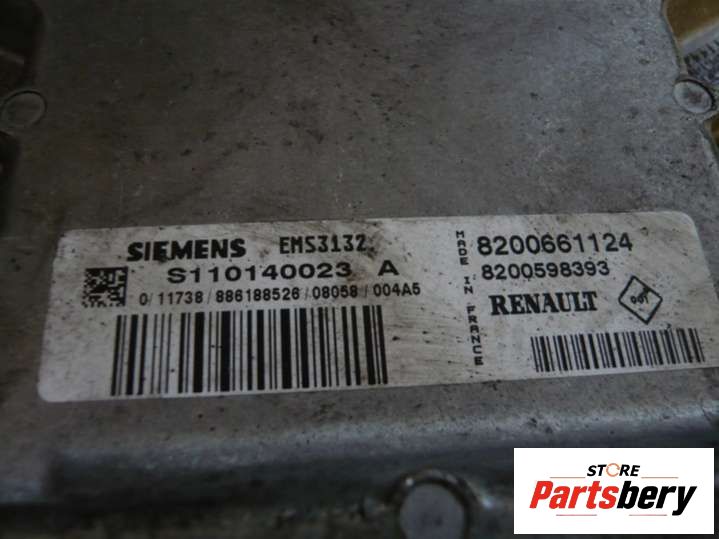 SIEMENS EMS3132
S110140023 A
0/11738/886188526/08058/004A5
MADE IN FRANCE
8200661124
8200598393
RENAULT
STORE
Partsbery